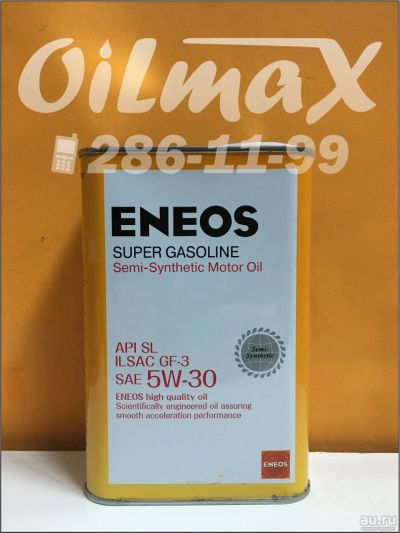 OiLmaX
286-11-99
ENEOS
SUPER GASOLINE
Semi-Synthetic Motor Oil
API SL
ILSAC GF-3
SAE 5W-30
Semi-
Synthetic
ENEOS high quality oil
Scientifically engineered oil assuring
smooth acceleration performance
ENEOS
au.ru